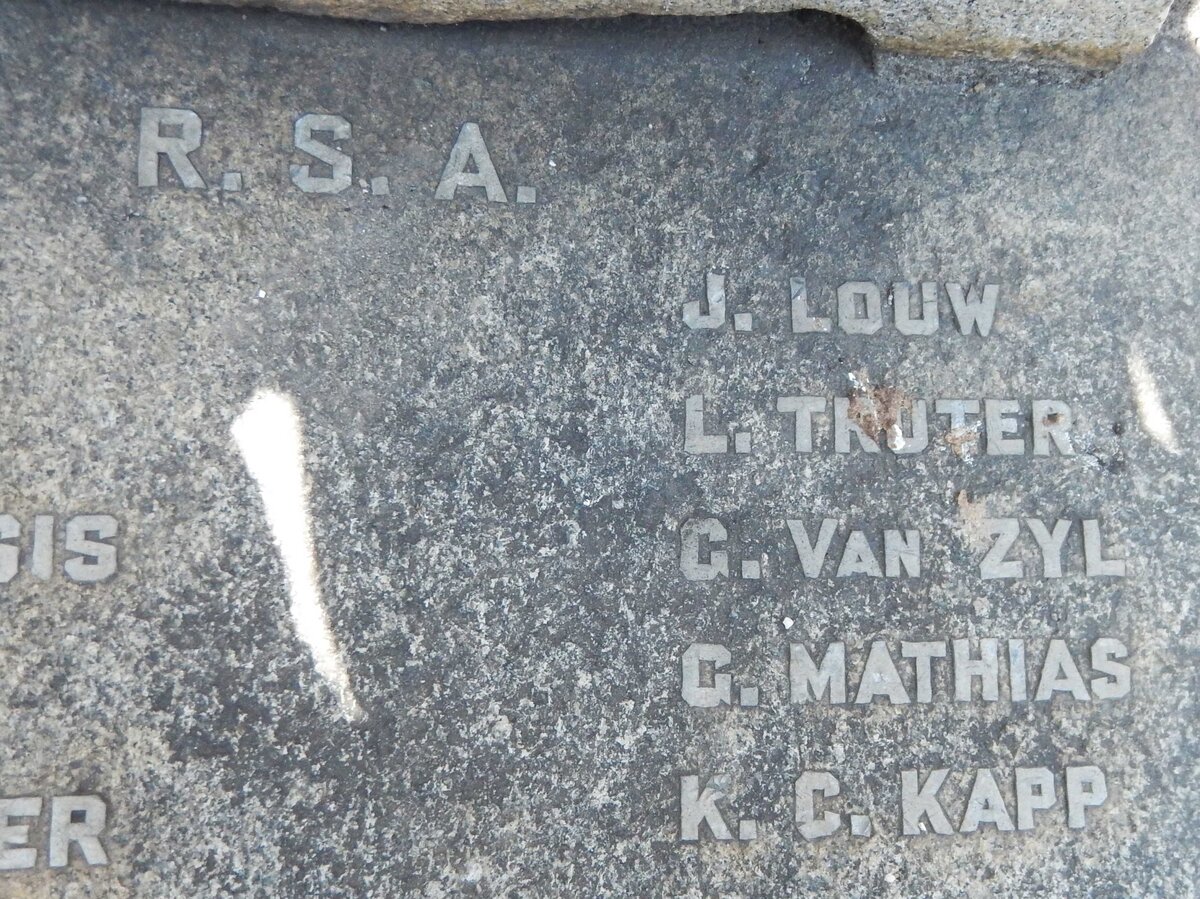 R. S. A.
J. LOUW
L. TRUTER
GIS
G. VAN ZYL
G. MATHIAS
K. C. KAPP
ER